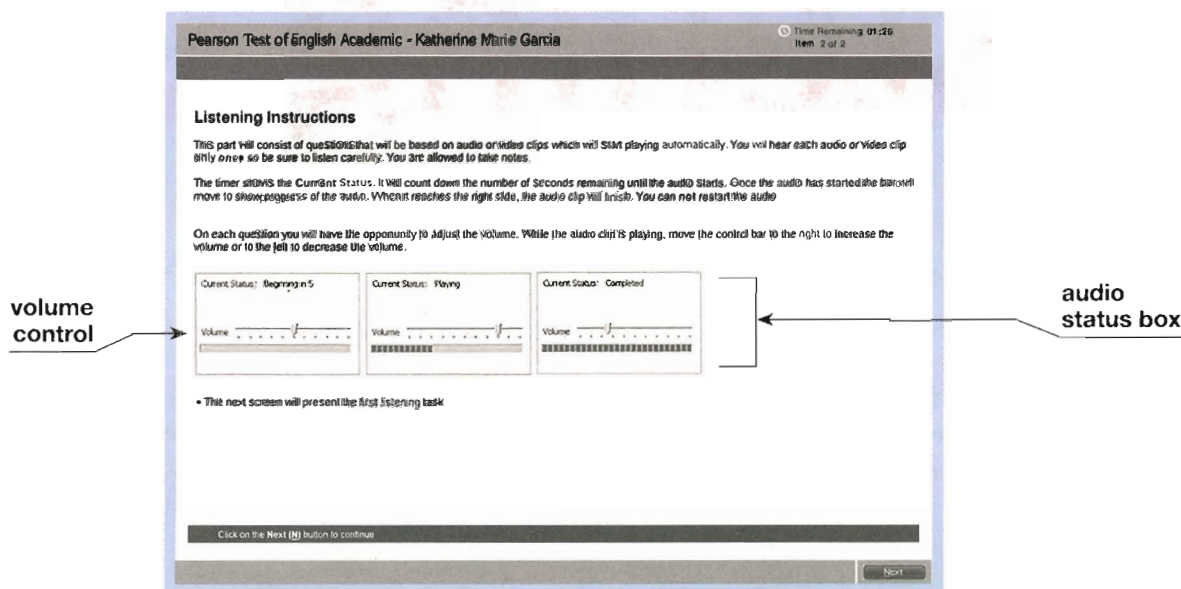 Pearson Test of English Academic - Katherine Marie Garcia
Time Remaining 01:20
Item 2 of 2
Listening Instructions
This part will consist of questions that will be based on audio or video clips which will start playing automatically. You will hear each audio or video clip
only once so be sure to listen carefully. You are allowed to take notes.
The timer shows the Current Status. It will count down the number of seconds remaining until the audio starts. Once the audio has started the bar will
move to show progress of the audio. When it reaches the right side, the audio clip will finish. You can not restart the audio
On each question you will have the opportunity to adjust the volume. While the audio clip is playing, move the control bar to the right to increase the
volume or to the left to decrease the volume.
Current Status: Beginning in 5
Current Status: Playing
Current Status: Completed
Volume
Volume
Volume
volume
control
audio
status box
• The next screen will present the first listening task
Click on the Next (N) button to continue
Next